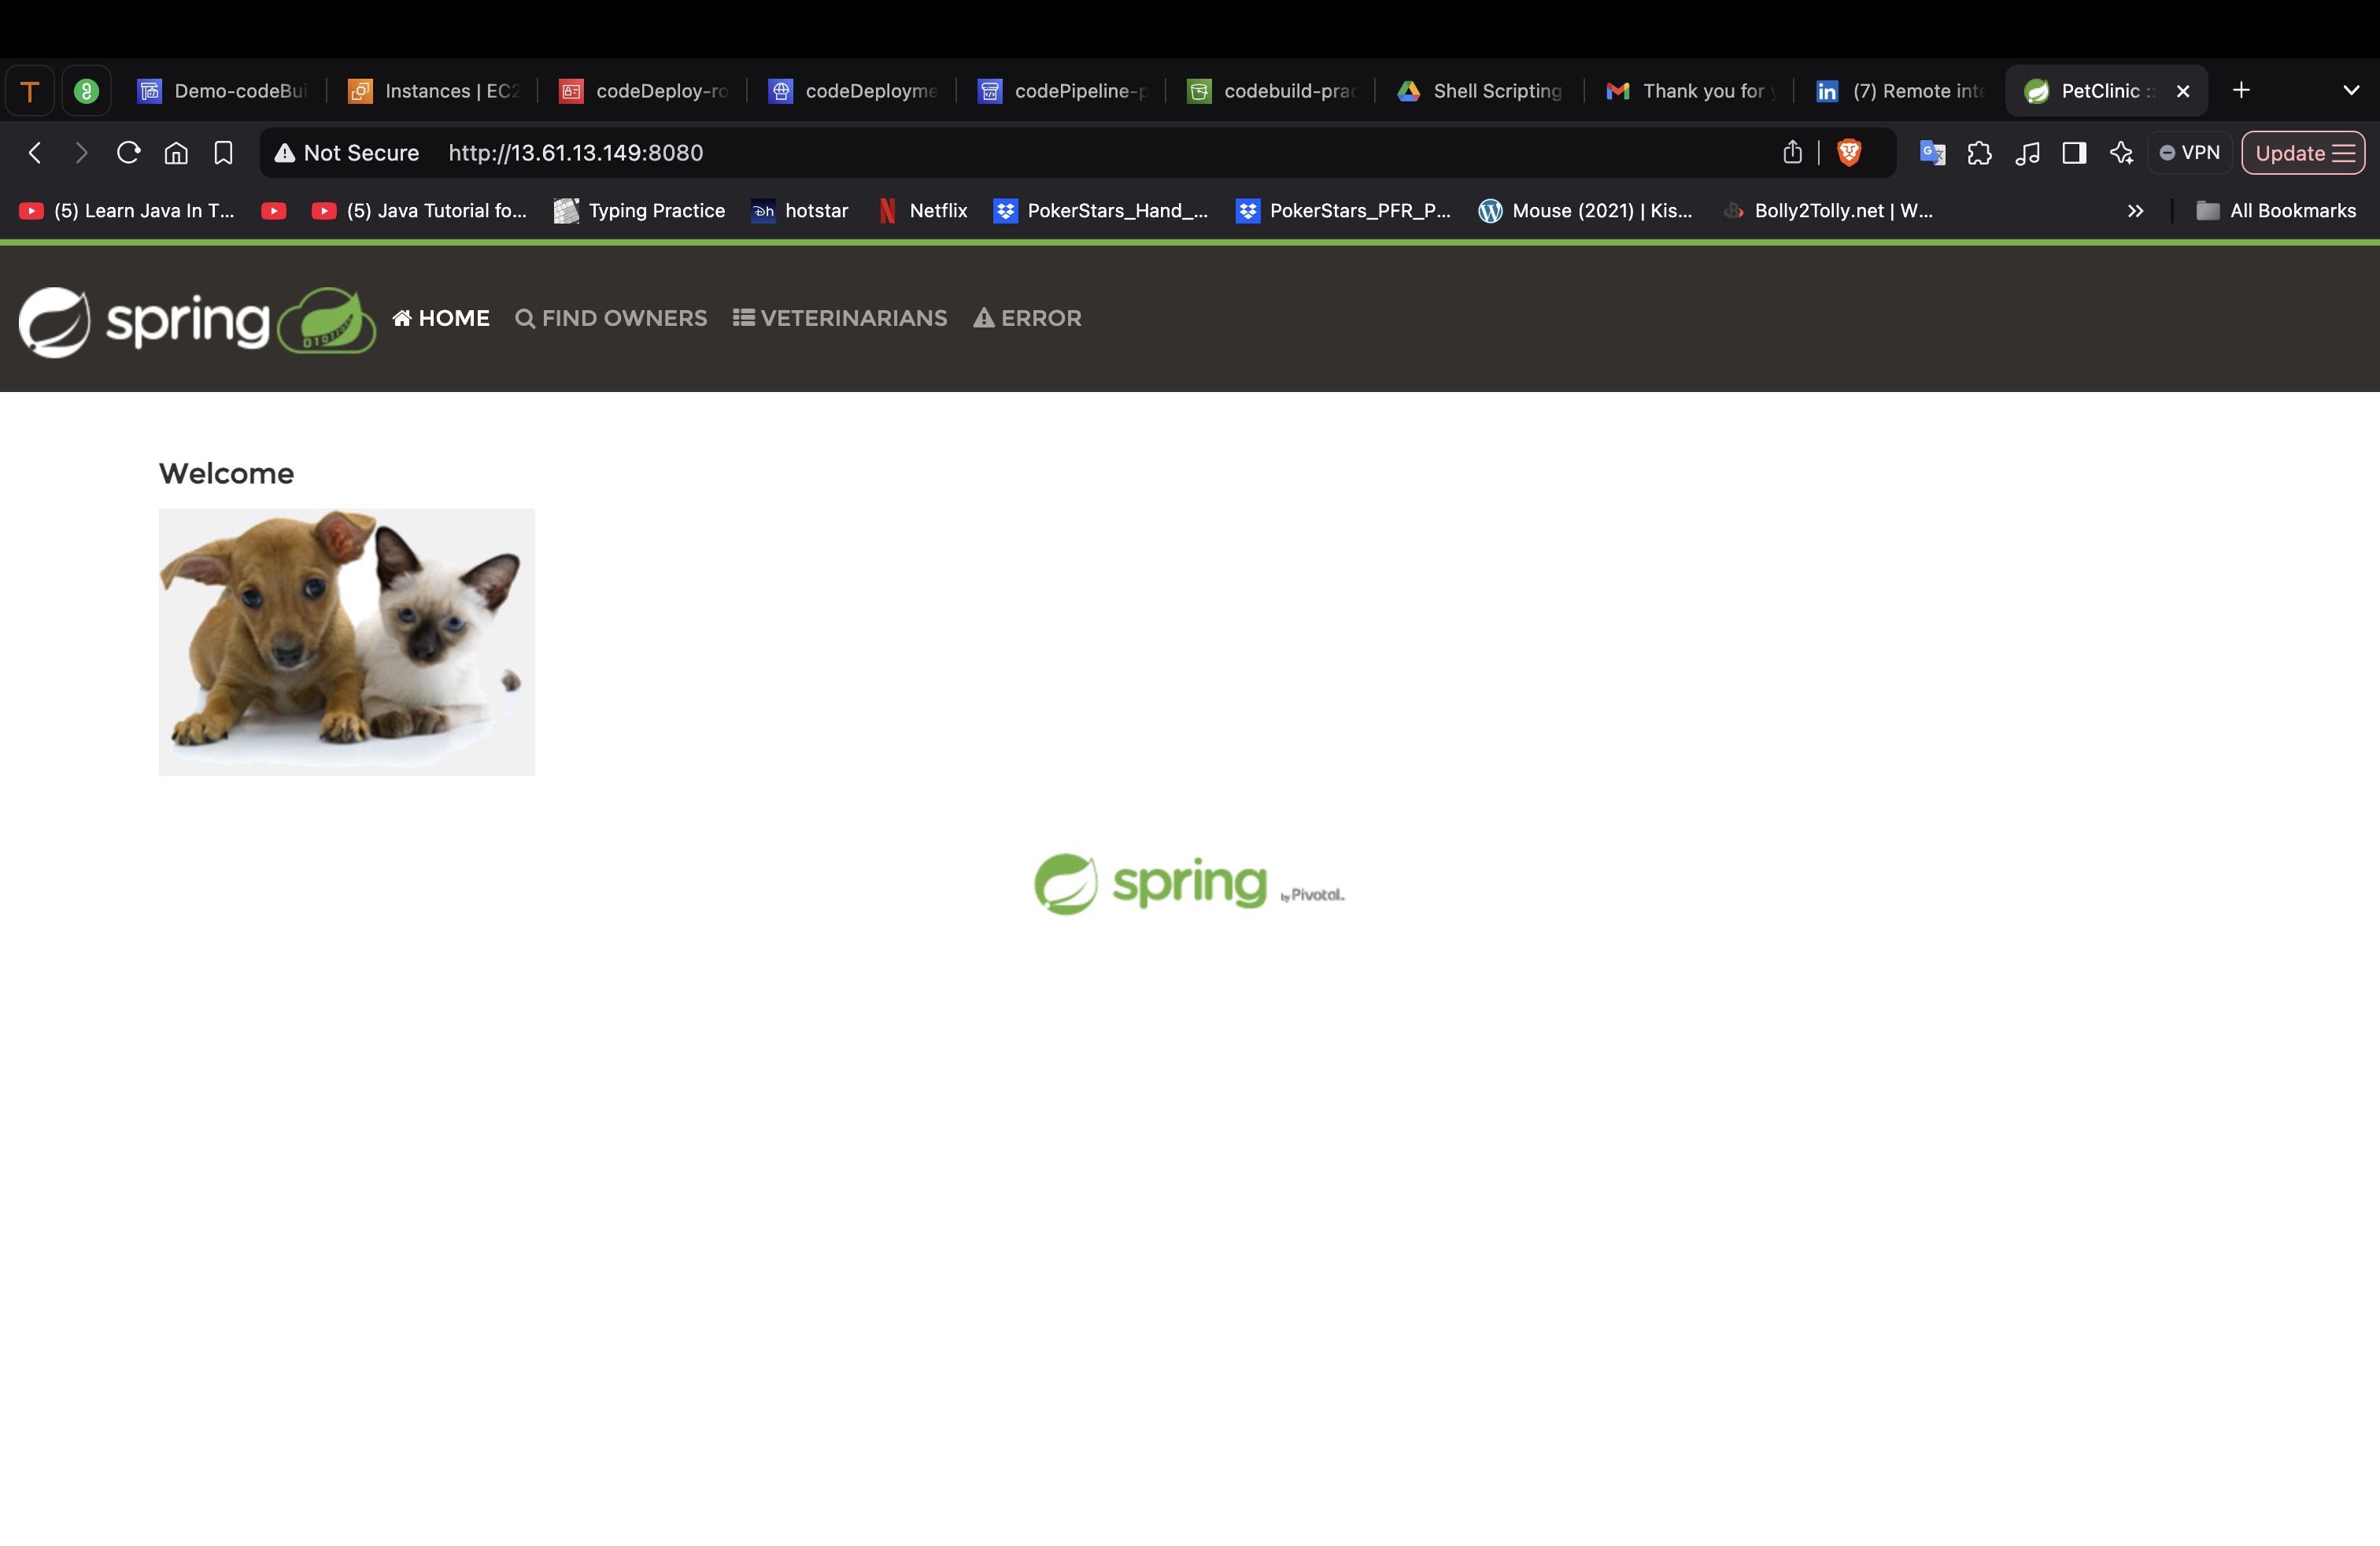 T Demo-codeBui Instances | EC2 codeDeploy-ro codeDeployme codePipeline-p codebuild-prac Shell Scripting Thank you for y (7) Remote inte PetClinic ::
Not Secure http://13.61.13.149:8080 VPN Update
(5) Learn Java In T... (5) Java Tutorial fo... Typing Practice hotstar Netflix PokerStars_Hand_... PokerStars_PFR_P... Mouse (2021) | Kis... Bolly2Tolly.net | W... All Bookmarks
spring HOME FIND OWNERS VETERINARIANS ERROR
Welcome
spring by Pivotal